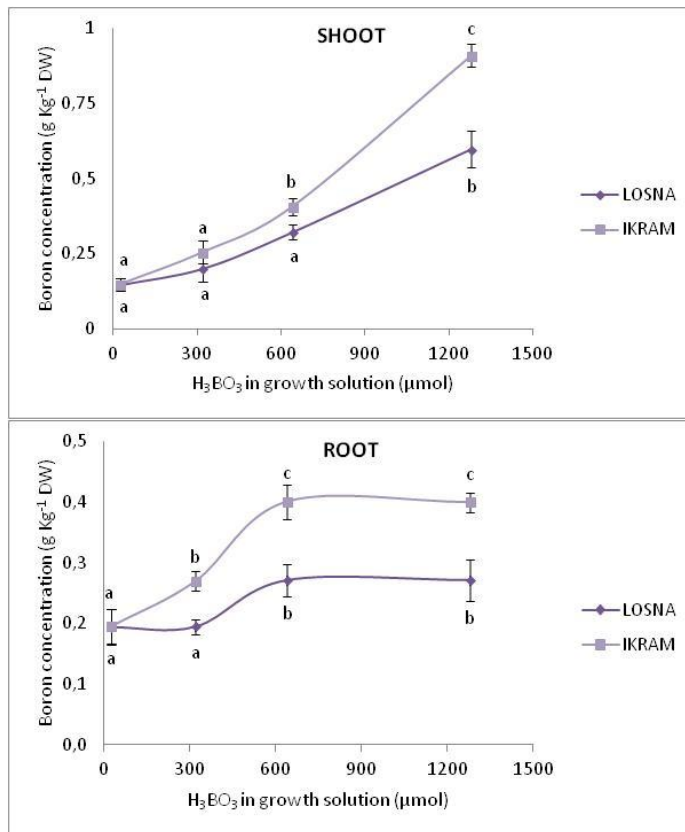 SHOOT
1
0,75
0,5
0,25
0
Boron concentration (g Kg⁻¹ DW)
a
a
b
c
a
a
a
b
0 300 600 900 1200 1500
H₃BO₃ in growth solution (µmol)
LOSNA
IKRAM
ROOT
0,5
0,4
0,3
0,2
0,1
0,0
Boron concentration (g Kg⁻¹ DW)
a
b
c
c
a
a
b
b
0 300 600 900 1200 1500
H₃BO₃ in growth solution (µmol)
LOSNA
IKRAM